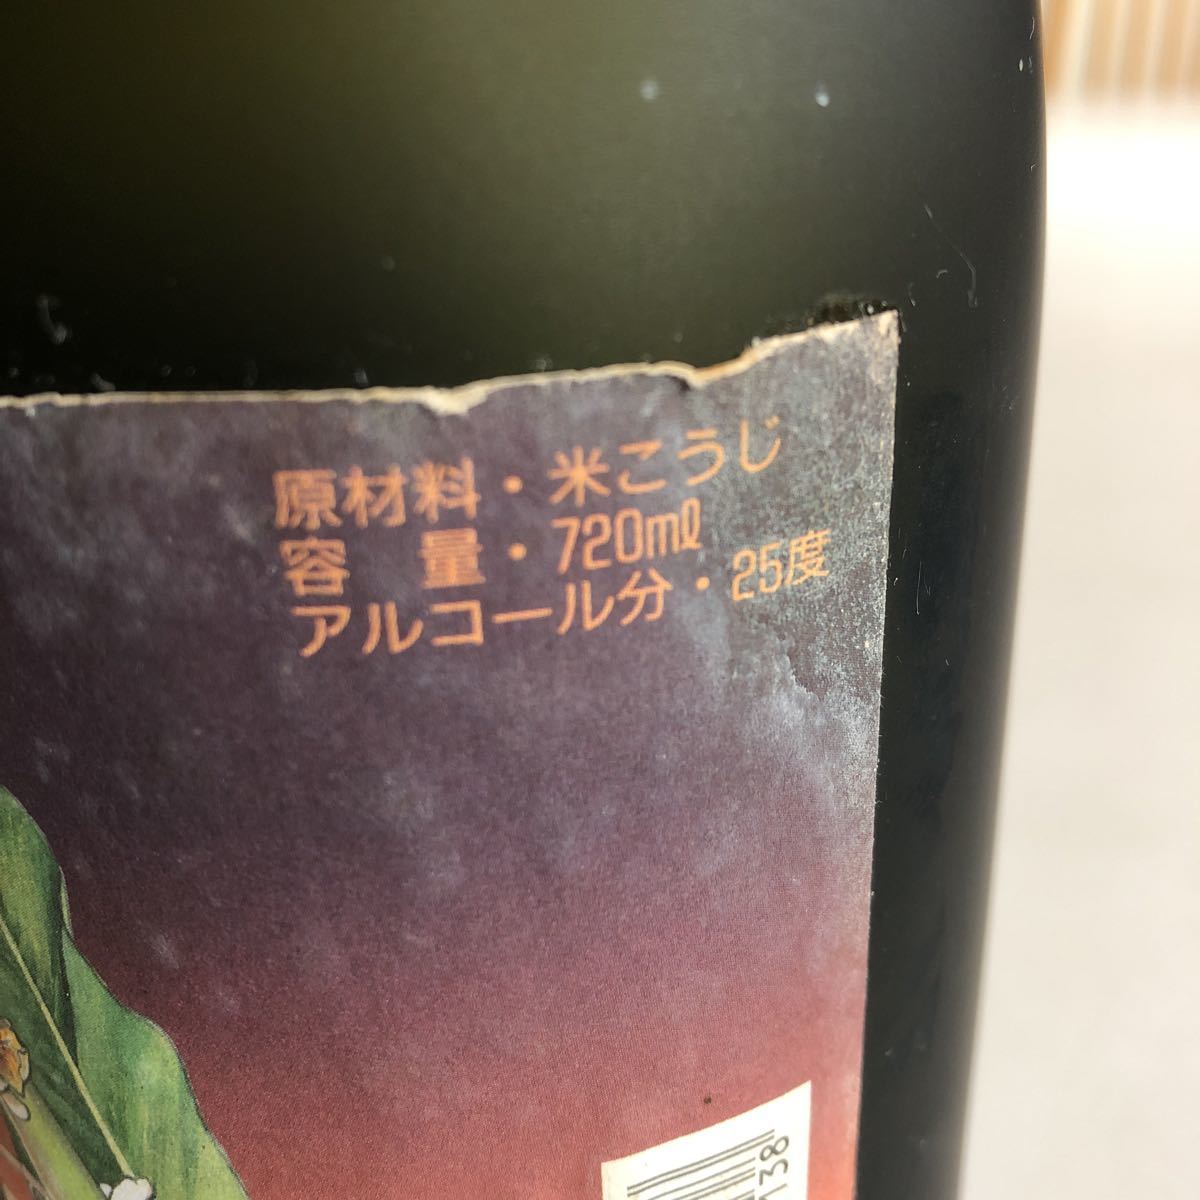 原材料・米こうじ
容　量・720ml
アルコール分・25度
138